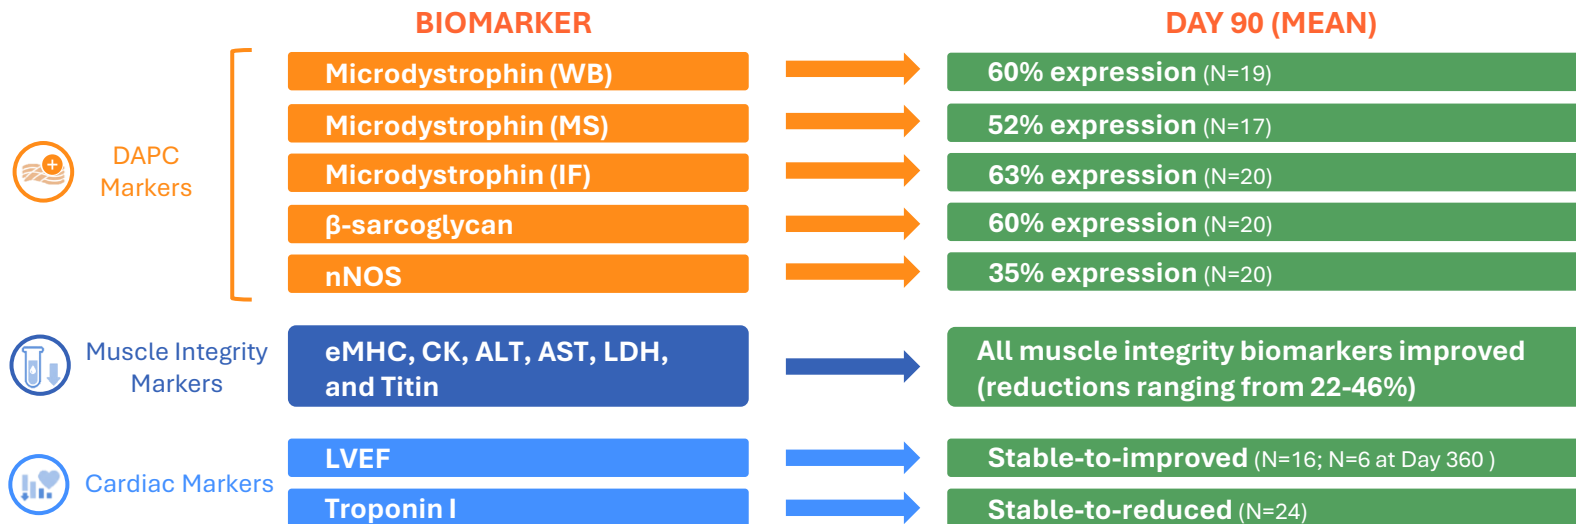 BIOMARKER
DAY 90 (MEAN)
DAPC
Markers
Microdystrophin (WB)
60% expression (N=19)
Microdystrophin (MS)
52% expression (N=17)
Microdystrophin (IF)
63% expression (N=20)
β-sarcoglycan
60% expression (N=20)
nNOS
35% expression (N=20)
Muscle Integrity
Markers
eMHC, CK, ALT, AST, LDH,
and Titin
All muscle integrity biomarkers improved
(reductions ranging from 22-46%)
Cardiac Markers
LVEF
Stable-to-improved (N=16; N=6 at Day 360 )
Troponin I
Stable-to-reduced (N=24)